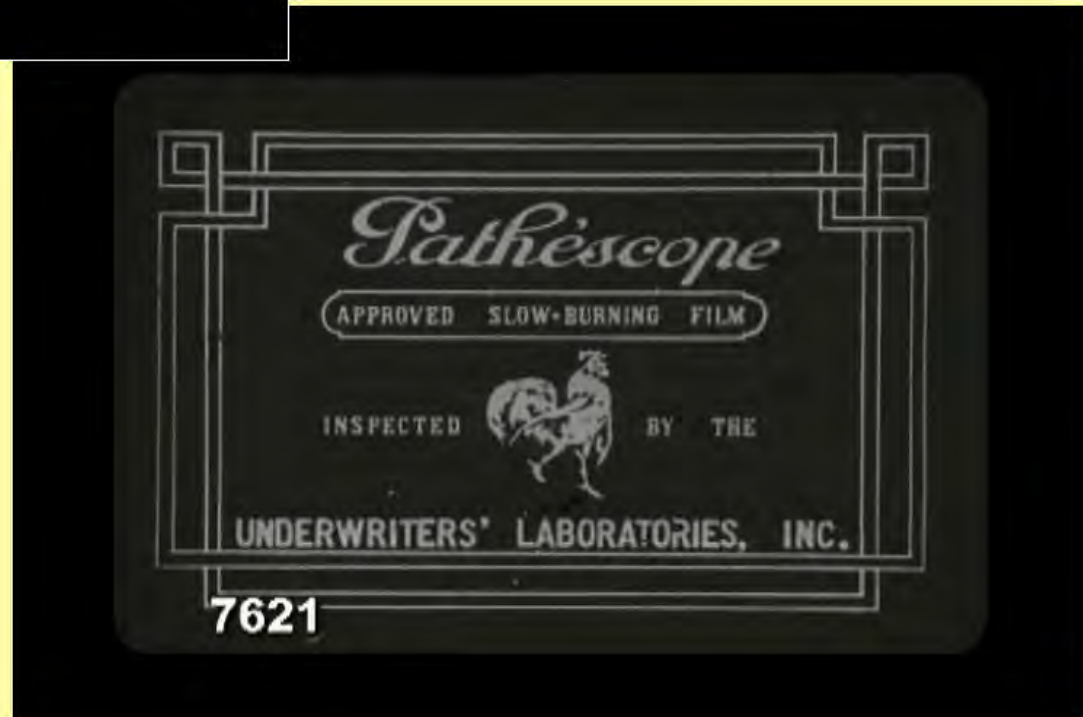 Pathéscope
APPROVED SLOW-BURNING FILM
INSPECTED BY THE
UNDERWRITERS' LABORATORIES, INC.
7621